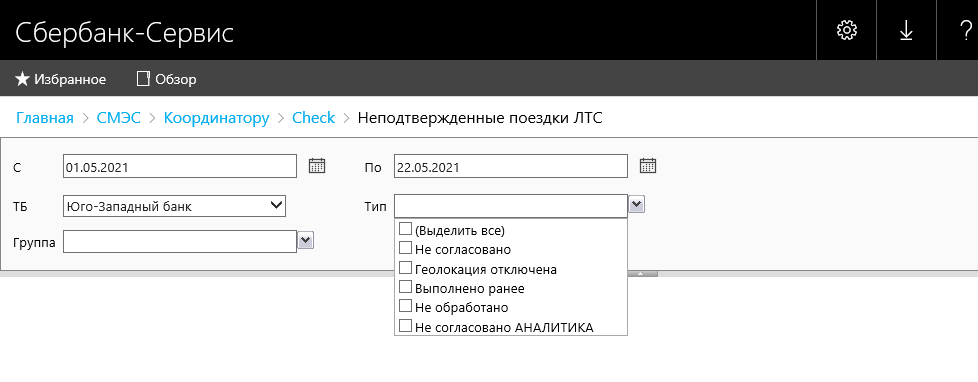 Сбербанк-Сервис
?
Избранное Обзор
Главная > СМЭС > Координатору > Check > Неподтвержденные поездки ЛТС
С 01.05.2021 По 22.05.2021
ТБ Юго-Западный банк Тип
(Выделить все)
Группа
Не согласовано
Геолокация отключена
Выполнено ранее
Не обработано
Не согласовано АНАЛИТИКА